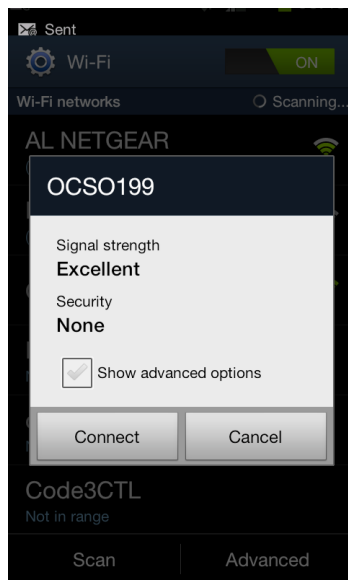 Sent
Wi-Fi
ON
Wi-Fi networks
Scanning...
AL NETGEAR
OCSO199
Signal strength
Excellent
Security
None
Show advanced options
Connect
Cancel
Code3CTL
Not in range
Scan
Advanced